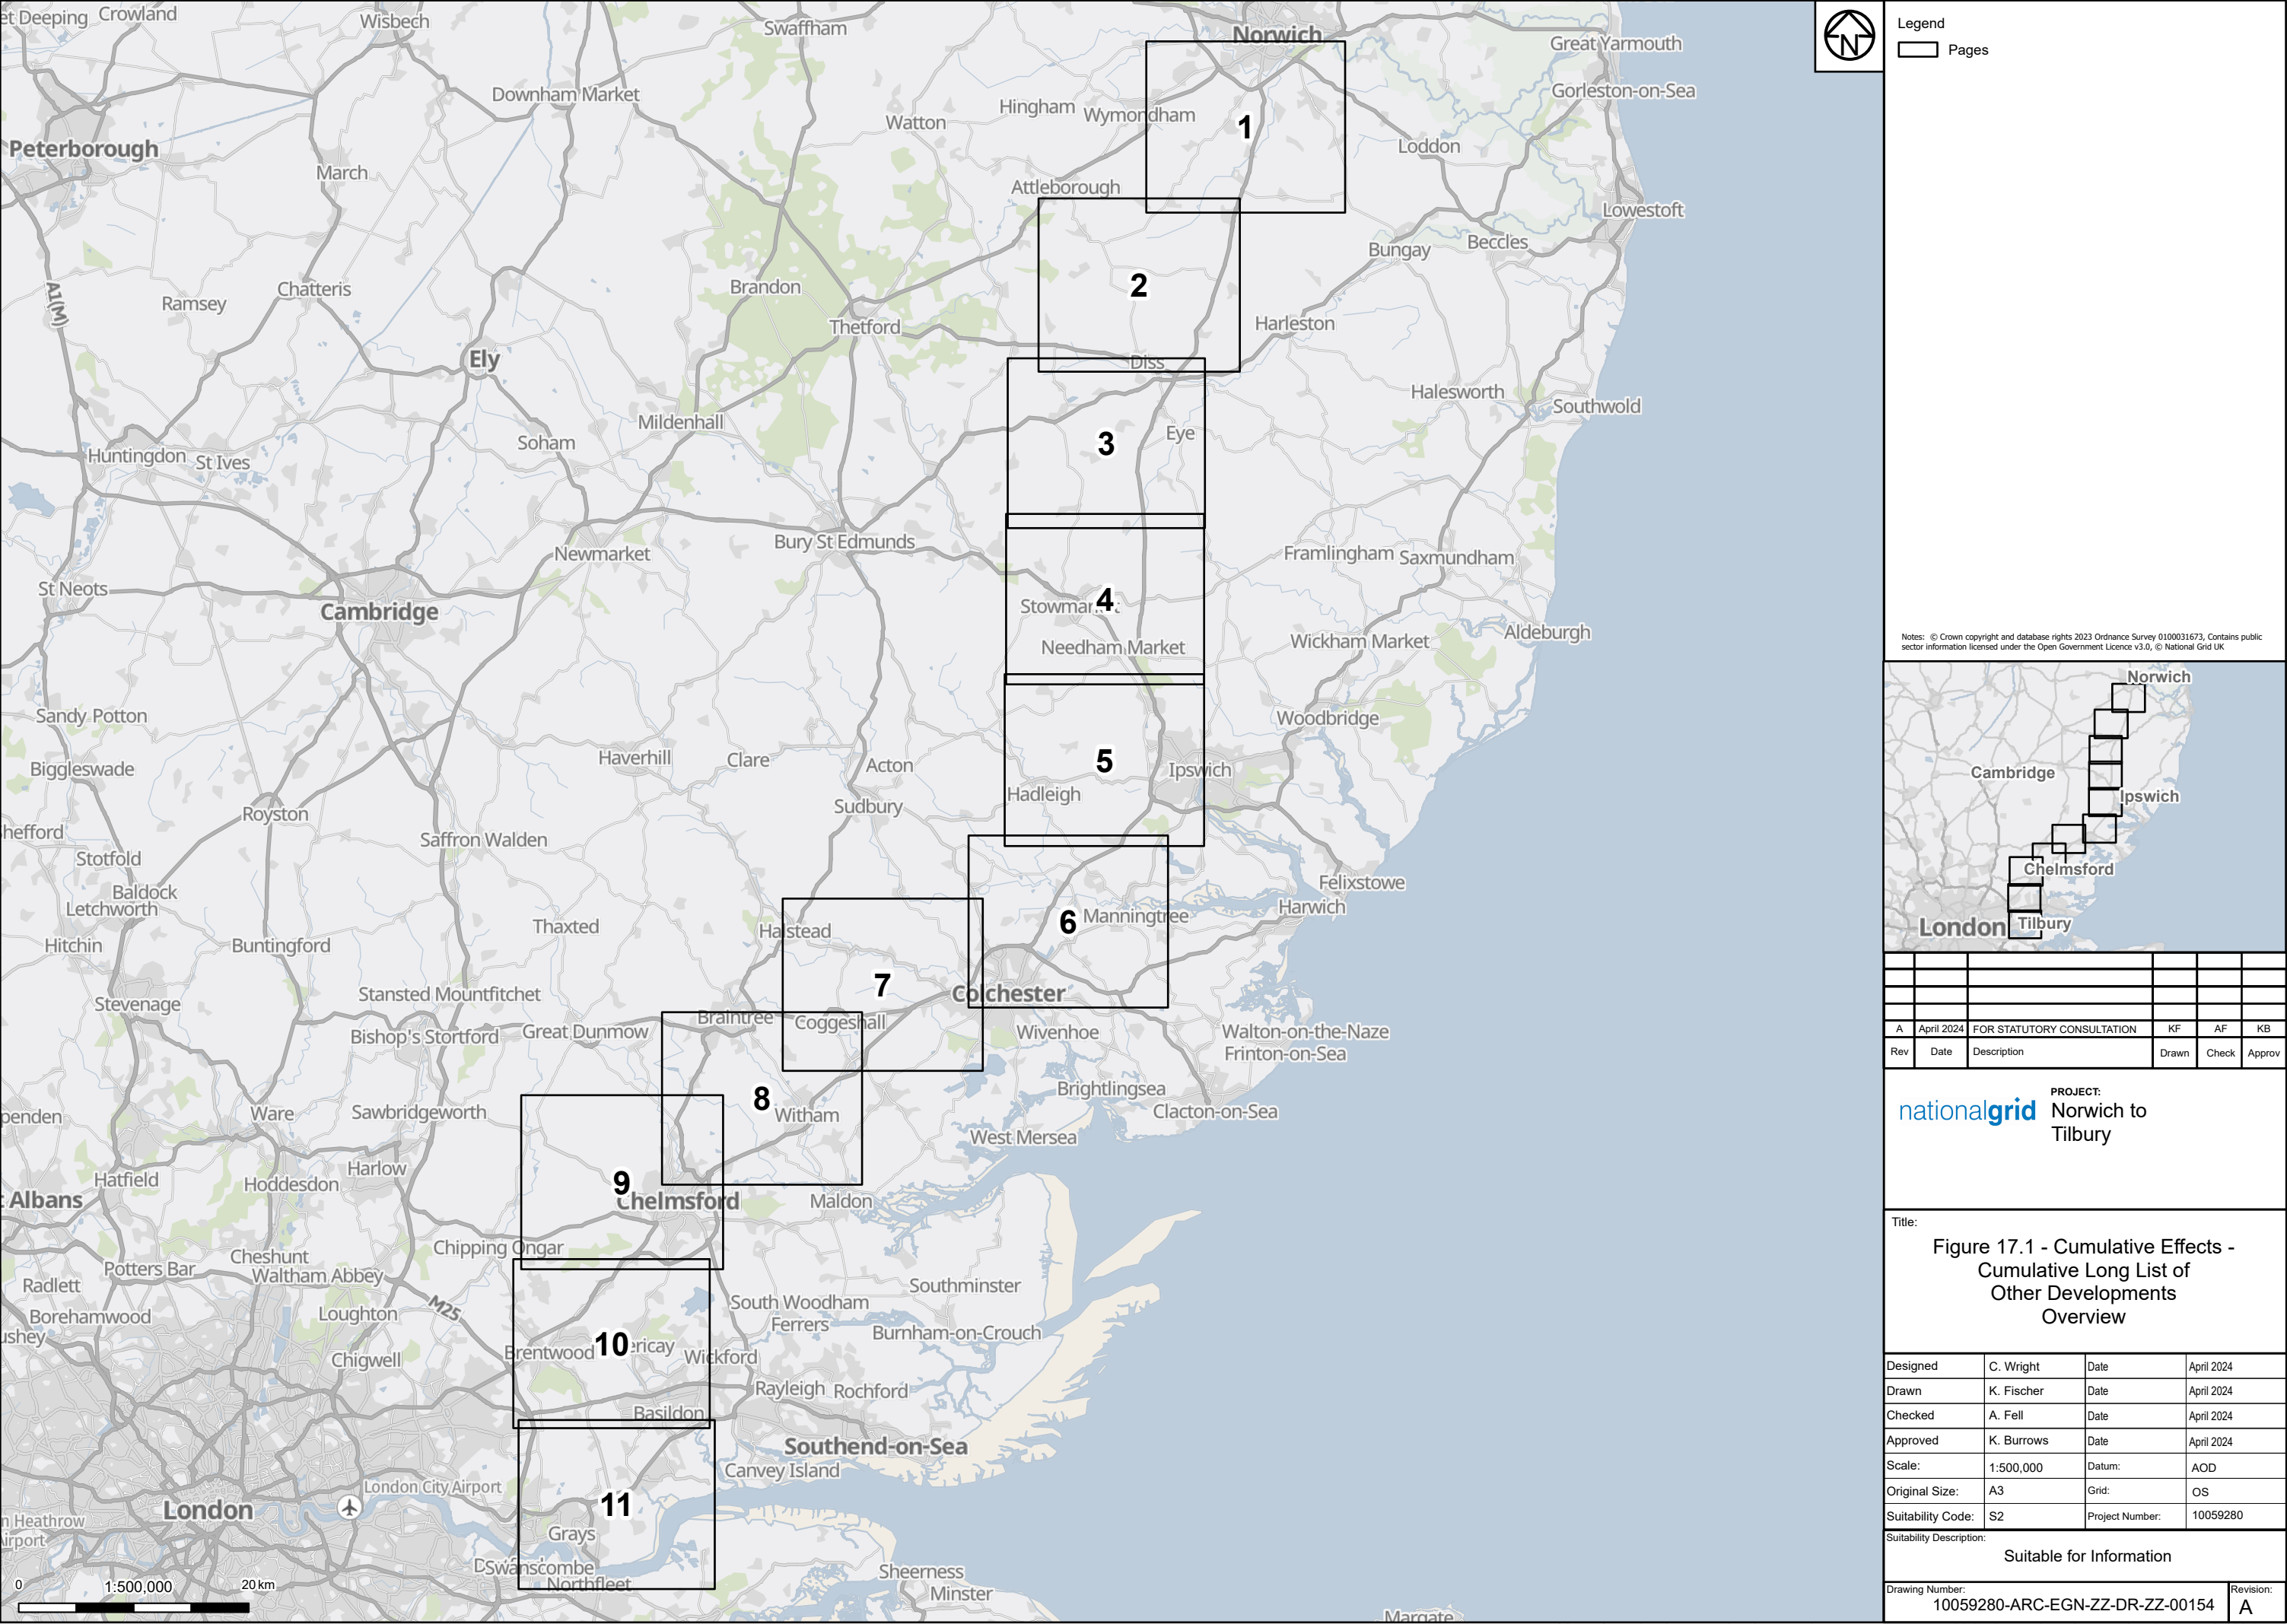 et Deeping
Crowland
Wisbech
Swaffham
Norwich
Great Yarmouth
Downham Market
Gorleston-on-Sea
Hingham
Wymondham
Watton
1
Peterborough
Loddon
March
Attleborough
Lowestoft
Bungay
Beccles
A1(M)
Ramsey
Chatteris
Brandon
2
Thetford
Harleston
Ely
Diss
Halesworth
Southwold
Mildenhall
Soham
3
Eye
Huntingdon
St Ives
Bury St Edmunds
Newmarket
Framlingham
Saxmundham
St Neots
Cambridge
4
Needham Market
Wickham Market
Aldeburgh
Sandy Potton
Woodbridge
Haverhill
Clare
Acton
5
Ipswich
Biggleswade
Hadleigh
Sudbury
Royston
hefford
Saffron Walden
Stotfold
Baldock
Letchworth
Felixstowe
Harwich
6
Manningtree
Thaxted
Halstead
Hitchin
Buntingford
7
Colchester
Stansted Mountfitchet
Stevenage
Braintree
Coggeshall
Bishop's Stortford
Great Dunmow
Wivenhoe
Walton-on-the-Naze
Frinton-on-Sea
Brightlingsea
8
Witham
Clacton-on-Sea
penden
Ware
Sawbridgeworth
West Mersea
Harlow
Hatfield
Hoddesdon
9
Chelmsford
Maldon
Albans
Chipping Ongar
Cheshunt
Potters Bar
Waltham Abbey
Radlett
Southminster
Borehamwood
Loughton
M25
South Woodham
Ferrers
ushey
Burnham-on-Crouch
Brentwood
10
ericay
Wickford
Chigwell
Rayleigh
Rochford
Basildon
Southend-on-Sea
Canvey Island
London City Airport
London
11
n Heathrow
irport
Grays
Swanscombe
Northfleet
Sheerness
Minster
Margate
0
1:500,000
20 km
N
Legend
Pages
Notes: © Crown copyright and database rights 2023 Ordnance Survey 0100031673, Contains public
sector information licensed under the Open Government Licence v3.0, © National Grid UK
Norwich
Cambridge
Ipswich
Chelmsford
London
Tilbury
A April 2024 FOR STATUTORY CONSULTATION KF AF KB
Rev Date Description Drawn Check Approv
nationalgrid
PROJECT:
Norwich to
Tilbury
Title:
Figure 17.1 - Cumulative Effects -
Cumulative Long List of
Other Developments
Overview
Designed C. Wright Date April 2024
Drawn K. Fischer Date April 2024
Checked A. Fell Date April 2024
Approved K. Burrows Date April 2024
Scale: 1:500,000 Datum: AOD
Original Size: A3 Grid: OS
Suitability Code: S2 Project Number: 10059280
Suitability Description:
Suitable for Information
Drawing Number:
10059280-ARC-EGN-ZZ-DR-ZZ-00154
Revision:
A